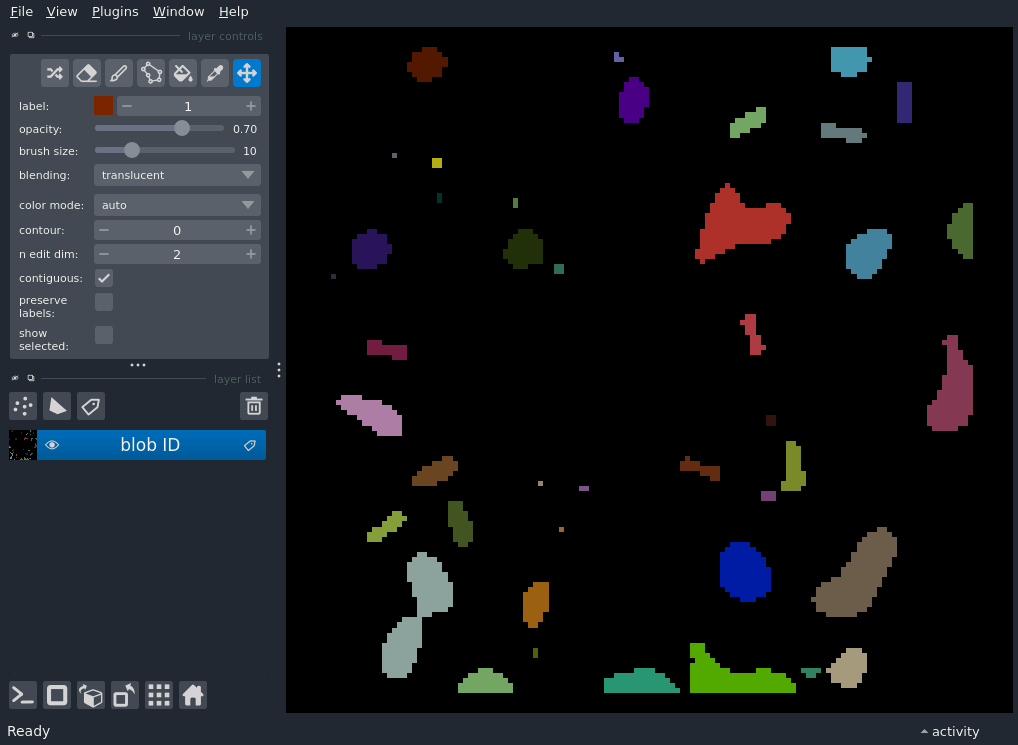 File View Plugins Window Help
layer controls
label: 1
opacity: 0.70
brush size: 10
blending: translucent
color mode: auto
contour: 0
n edit dim: 2
contiguous:
preserve
labels:
show
selected:
layer list
blob ID
Ready
activity